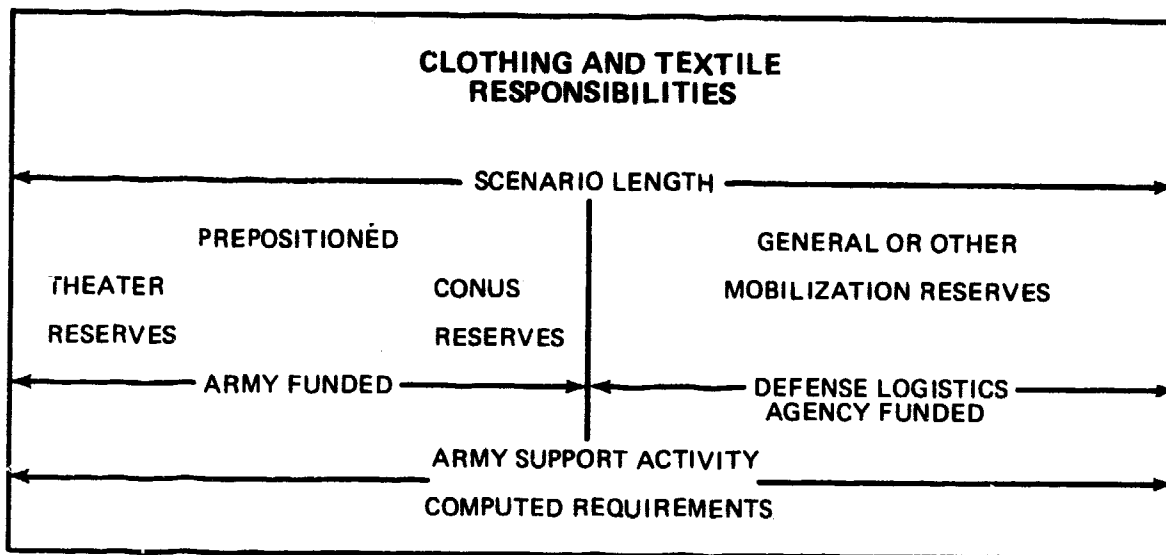 CLOTHING AND TEXTILE
RESPONSIBILITIES
SCENARIO LENGTH
PREPOSITIONÉD
THEATER
RESERVES
CONUS
RESERVES
GENERAL OR OTHER
MOBILIZATION RESERVES
ARMY FUNDED
DEFENSE LOGISTICS
AGENCY FUNDED
ARMY SUPPORT ACTIVITY
COMPUTED REQUIREMENTS